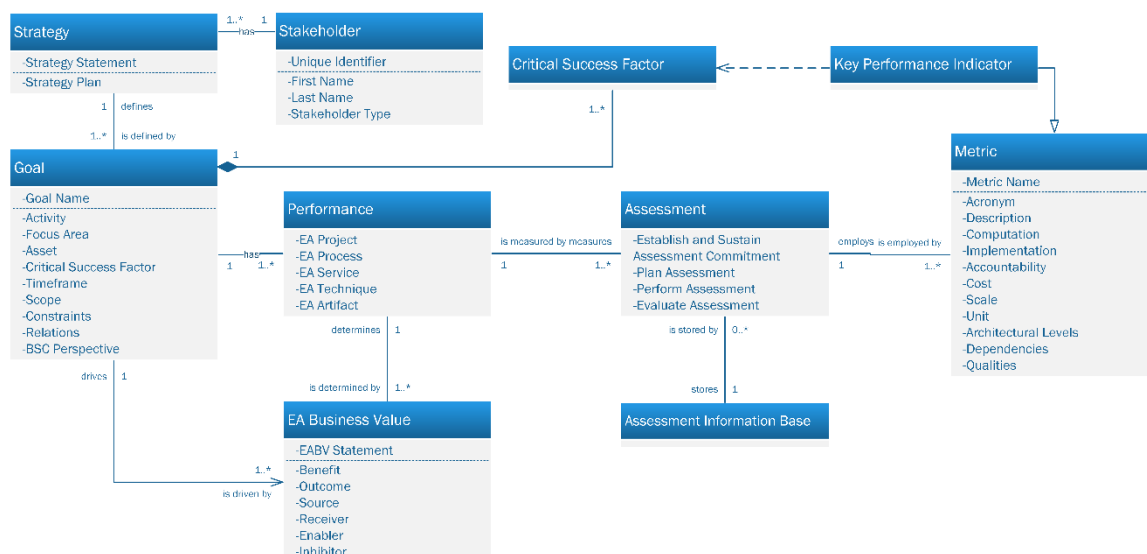 Strategy
-Strategy Statement
-Strategy Plan
1..*
1
has
Stakeholder
-Unique Identifier
-First Name
-Last Name
-Stakeholder Type
Critical Success Factor
1..*
Key Performance Indicator
1
defines
1..*
is defined by
Goal
-Goal Name
-Activity
-Focus Area
-Asset
-Critical Success Factor
-Timeframe
-Scope
-Constraints
-Relations
-BSC Perspective
1
has
1
1..*
Performance
-EA Project
-EA Process
-EA Service
-EA Technique
-EA Artifact
is measured by measures
1
1..*
Assessment
-Establish and Sustain
Assessment Commitment
-Plan Assessment
-Perform Assessment
-Evaluate Assessment
employs
is employed by
1
1..*
Metric
-Metric Name
-Acronym
-Description
-Computation
-Implementation
-Accountability
-Cost
-Scale
-Unit
-Architectural Levels
-Dependencies
-Qualities
determines
1
is determined by
1..*
is stored by
0..*
stores
1
Assessment Information Base
drives
1
1..*
is driven by
EA Business Value
-EABV Statement
-Benefit
-Outcome
-Source
-Receiver
-Enabler
-Inhibitor